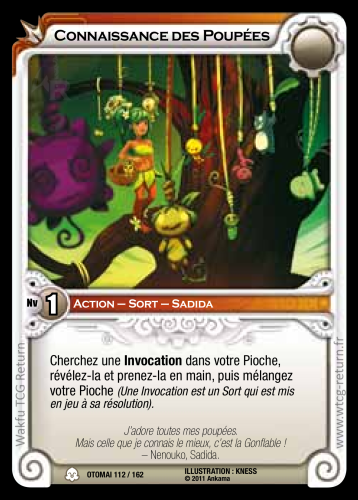 CONNAISSANCE DES POUPÉES
Nv 1 ACTION – SORT – SADIDA
Cherchez une Invocation dans votre Pioche,
révélez-la et prenez-la en main, puis mélangez
votre Pioche (Une Invocation est un Sort qui est mis
en jeu à sa résolution).
J'adore toutes mes poupées.
Mais celle que je connais le mieux, c'est la Gonflable !
– Nenouko, Sadida.
Wakfu TCG Return
www.wtcg-return.fr
OTOMAI 112 / 162
ILLUSTRATION : KNESS
© 2011 Ankama